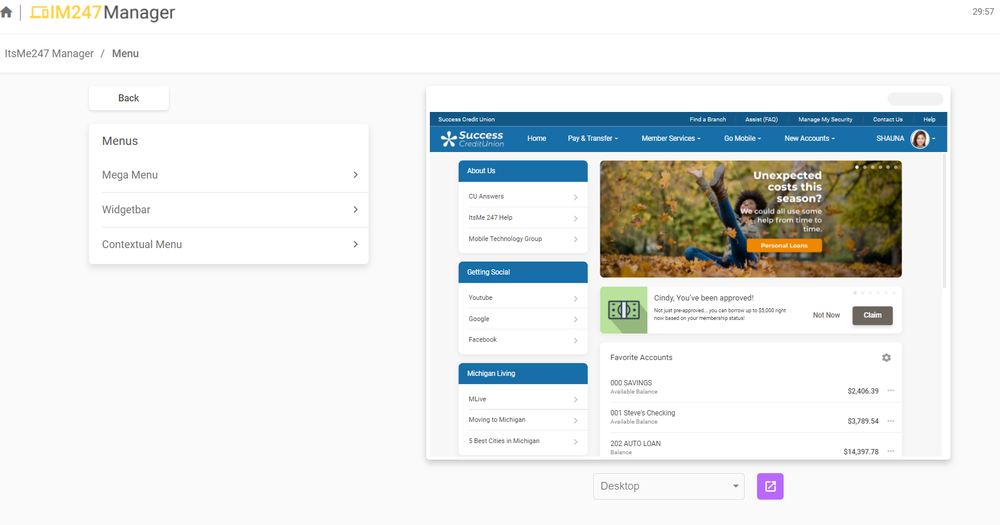 IM247Manager
29:57
ItsMe247 Manager / Menu
Back
Menus
Mega Menu
Widgetbar
Contextual Menu
Success Credit Union
Find a Branch
Assist (FAQ)
Manage My Security
Contact Us
Help
Success
CreditUnion
Home
Pay & Transfer
Member Services
Go Mobile
New Accounts
SHAUNA
About Us
CU Answers
ItsMe 247 Help
Mobile Technology Group
Getting Social
Youtube
Google
Facebook
Michigan Living
MLive
Moving to Michigan
5 Best Cities in Michigan
Unexpected
costs this
season?
We could all use some
help from time to
time.
Personal Loans
Cindy, You've been approved!
Not just pre-approved... you can borrow up to $5,000 right
now based on your membership status!
Not Now
Claim
Favorite Accounts
000 SAVINGS
Available Balance
$2,406.39
001 Steve's Checking
Available Balance
$3,789.54
202 AUTO LOAN
Balance
$14,397.78
Desktop